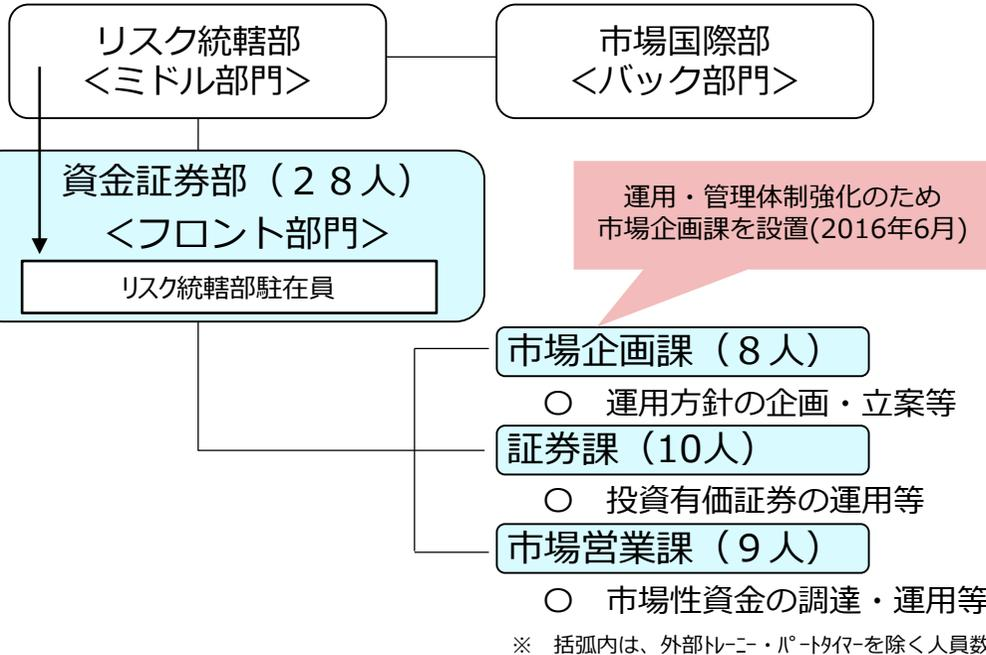 リスク統轄部
＜ミドル部門＞
市場国際部
＜バック部門＞
資金証券部（２８人）
＜フロント部門＞
リスク統轄部駐在員
運用・管理体制強化のため
市場企画課を設置(2016年6月)
市場企画課（８人）
○　運用方針の企画・立案等
証券課（10人）
○　投資有価証券の運用等
市場営業課（９人）
○　市場性資金の調達・運用等
※　括弧内は、外部ﾄﾚｰﾆｰ・ﾊﾟｰﾄﾀｲﾏｰを除く人員数